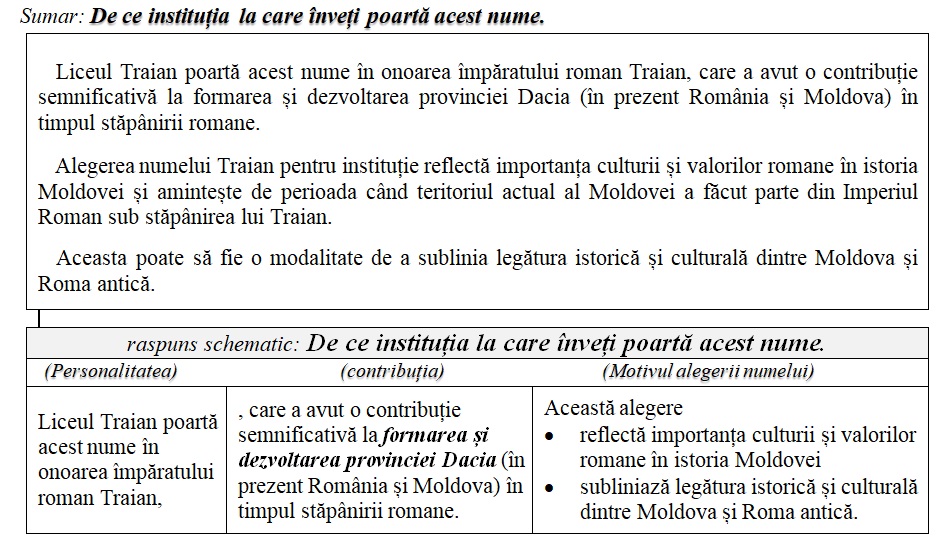 Sumar: De ce instituția la care înveți poartă acest nume.
Liceul Traian poartă acest nume în onoarea împăratului roman Traian, care a avut o contribuție
semnificativă la formarea și dezvoltarea provinciei Dacia (în prezent România și Moldova) în
timpul stăpânirii romane.
Alegerea numelui Traian pentru instituție reflectă importanța culturii și valorilor romane în istoria
Moldovei și amintește de perioada când teritoriul actual al Moldovei a făcut parte din Imperiul
Roman sub stăpânirea lui Traian.
Aceasta poate să fie o modalitate de a sublinia legătura istorică și culturală dintre Moldova și
Roma antică.
raspuns schematic: De ce instituția la care înveți poartă acest nume.
(Personalitatea) (contribuția) (Motivul alegerii numelui)
Liceul Traian poartă
acest nume în
onoarea împăratului
roman Traian,
, care a avut o contribuție
semnificativă la formarea și
dezvoltarea provinciei Dacia (în
prezent România și Moldova) în
timpul stăpânirii romane.
Această alegere
• reflectă importanța culturii și valorilor
romane în istoria Moldovei
• subliniază legătura istorică și culturală
dintre Moldova și Roma antică.